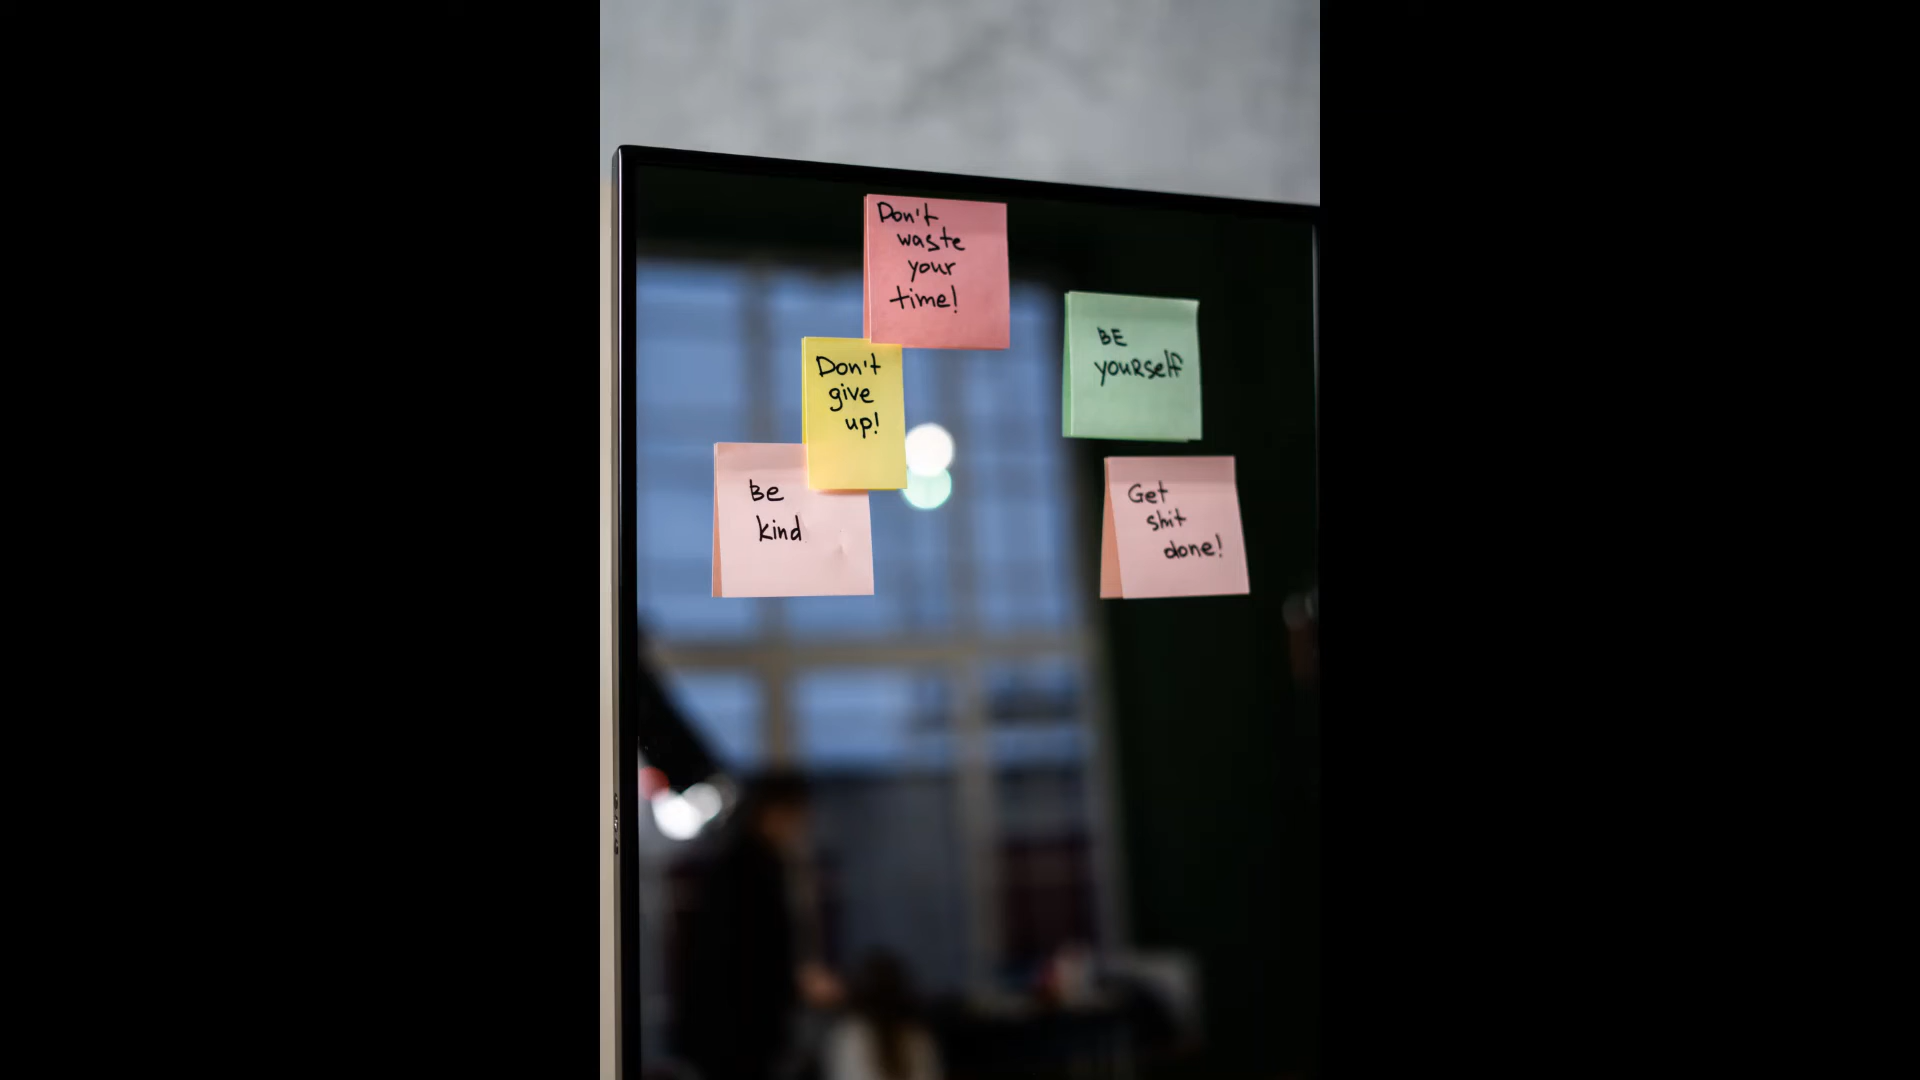 Don't
waste
your
time!
Don't
give
up!
Be
kind
BE
youRself
Get
shit
done!